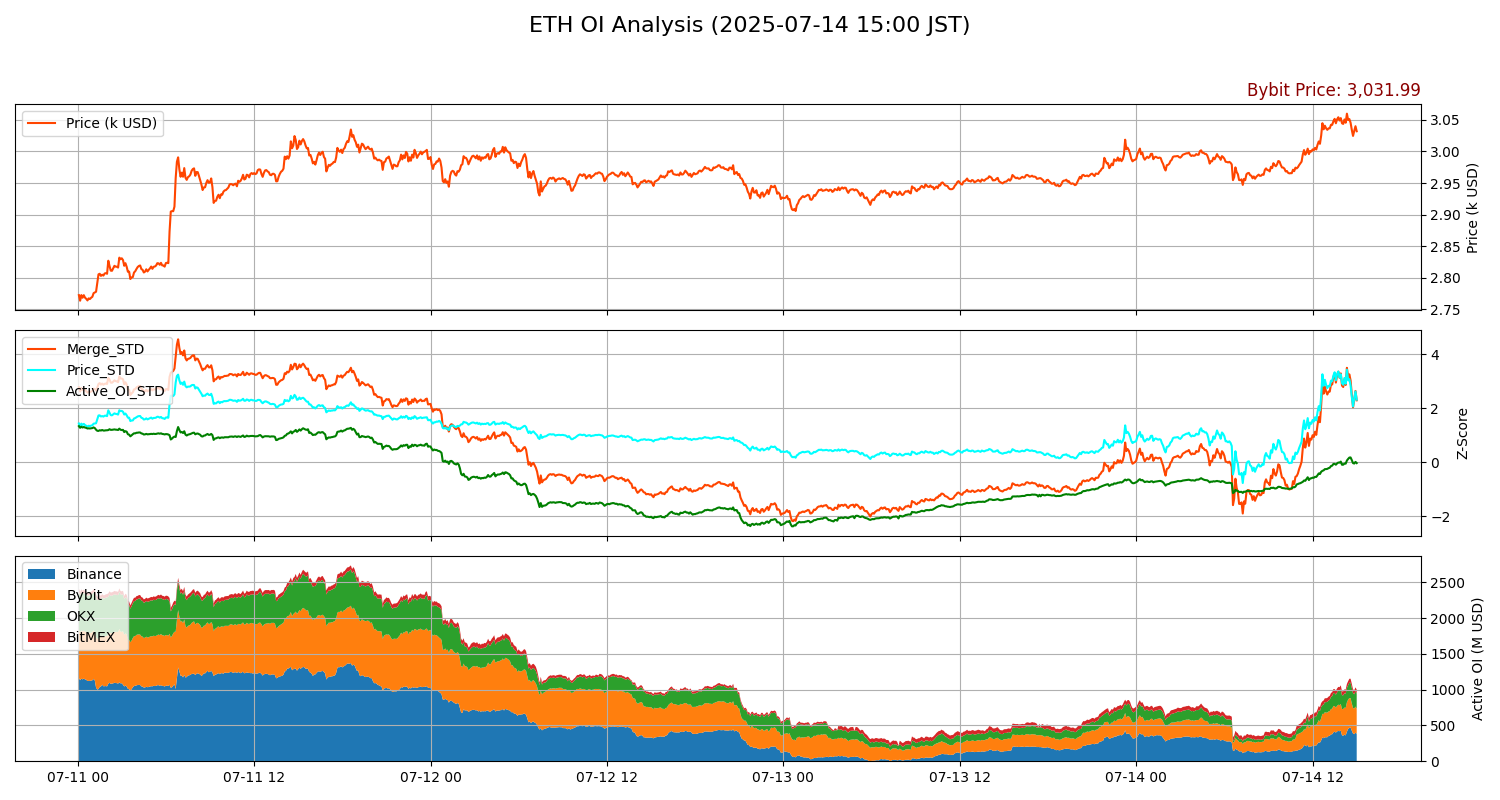 ETH OI Analysis (2025-07-14 15:00 JST)
Bybit Price: 3,031.99
Price (k USD)
3.05
3.00
2.95
2.90
2.85
2.80
2.75
Price (k USD)
Merge_STD
Price_STD
Active_OI_STD
4
2
0
−2
Z-Score
Binance
Bybit
OKX
BitMEX
2500
2000
1500
1000
500
0
Active OI (M USD)
07-11 00
07-11 12
07-12 00
07-12 12
07-13 00
07-13 12
07-14 00
07-14 12